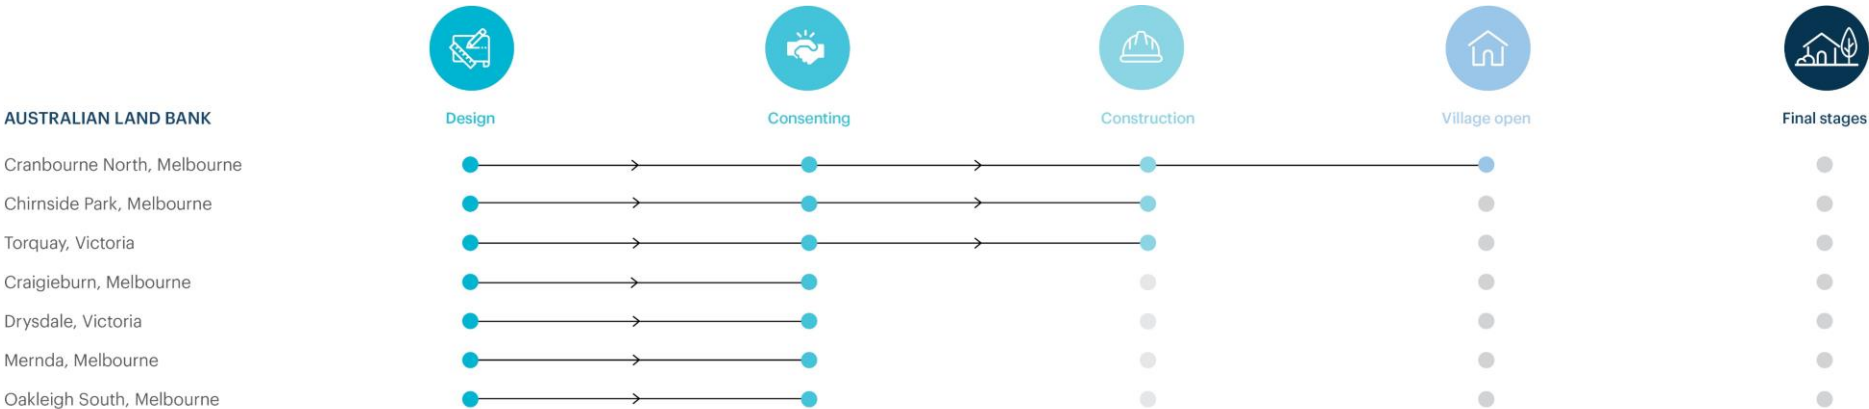 AUSTRALIAN LAND BANK Design Consenting Construction Village open Final stages
Cranbourne North, Melbourne
Chirnside Park, Melbourne
Torquay, Victoria
Craigieburn, Melbourne
Drysdale, Victoria
Mernda, Melbourne
Oakleigh South, Melbourne